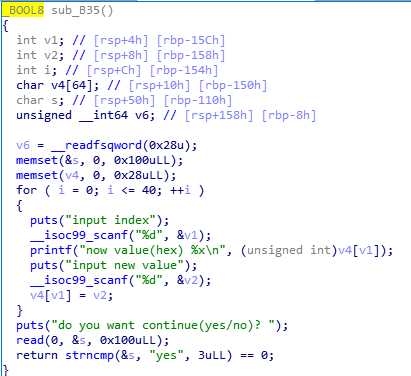 _BOOL8 sub_B35()
{
  int v1; // [rsp+4h] [rbp-15Ch]
  int v2; // [rsp+8h] [rbp-158h]
  int i; // [rsp+Ch] [rbp-154h]
  char v4[64]; // [rsp+10h] [rbp-150h]
  char s; // [rsp+50h] [rbp-110h]
  unsigned __int64 v6; // [rsp+158h] [rbp-8h]

  v6 = __readfsqword(0x28u);
  memset(&s, 0, 0x100uLL);
  memset(v4, 0, 0x28uLL);
  for ( i = 0; i <= 40; ++i )
  {
    puts("input index");
    __isoc99_scanf("%d", &v1);
    printf("now value(hex) %x\n", (unsigned int)v4[v1]);
    puts("input new value");
    __isoc99_scanf("%d", &v2);
    v4[v1] = v2;
  }
  puts("do you want continue(yes/no)? ");
  read(0, &s, 0x100uLL);
  return strncmp(&s, "yes", 3uLL) == 0;
}